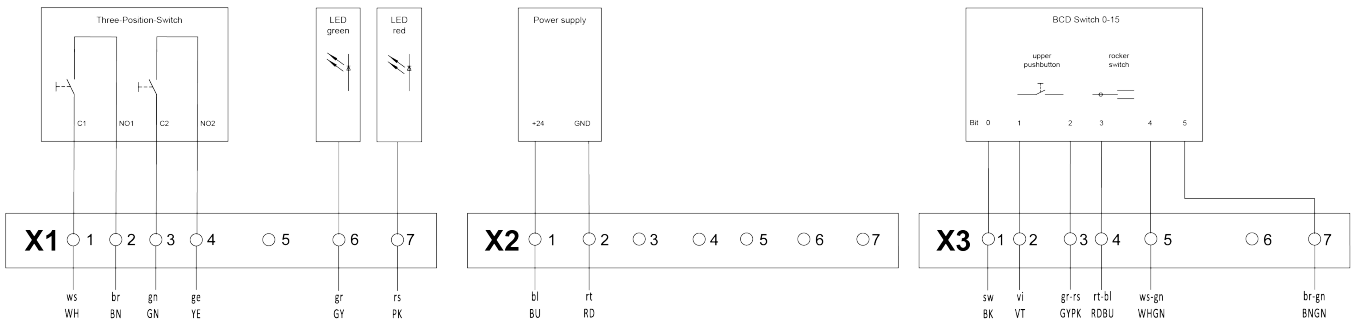 Three-Position-Switch
C1 NO1 C2 NO2
LED
green
LED
red
Power supply
+24 GND
BCD Switch 0-15
upper
pushbutton
rocker
switch
Bit 0 1 2 3 4 5
X1 1 2 3 4 5 6 7
X2 1 2 3 4 5 6 7
X3 1 2 3 4 5 6 7
ws br gn ge gr rs
WH BN GN YE GY PK
bl rt
BU RD
sw vi gr-rs rt-bl ws-gn br-gn
BK VT GYPK RDBU WHGN BNGN